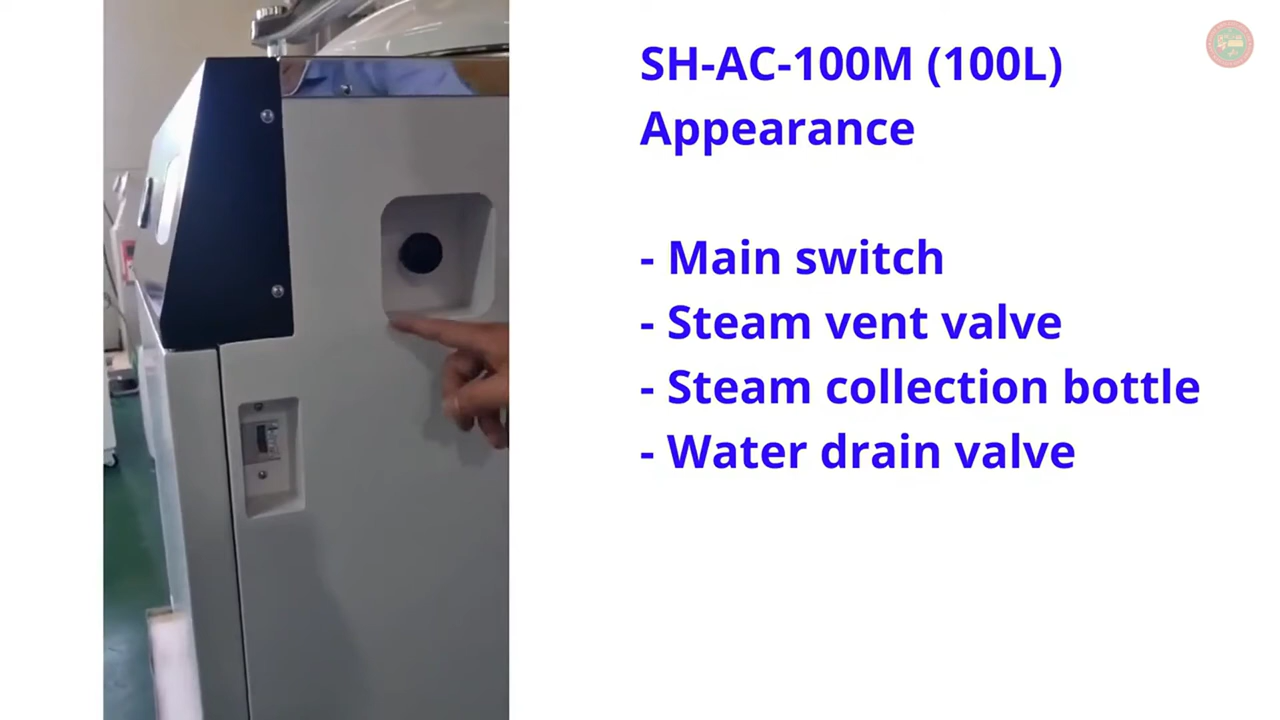 SH-AC-100M (100L)
Appearance
- Main switch
- Steam vent valve
- Steam collection bottle
- Water drain valve